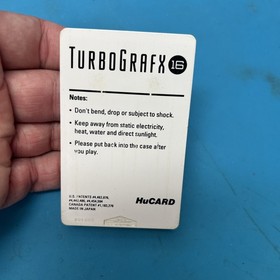 TURBOGRAFX 16
Notes:
• Don't bend, drop or subject to shock.
• Keep away from static electricity,
heat, water and direct sunlight.
• Please put back into the case after
you play.
HuCARD
MADE IN JAPAN